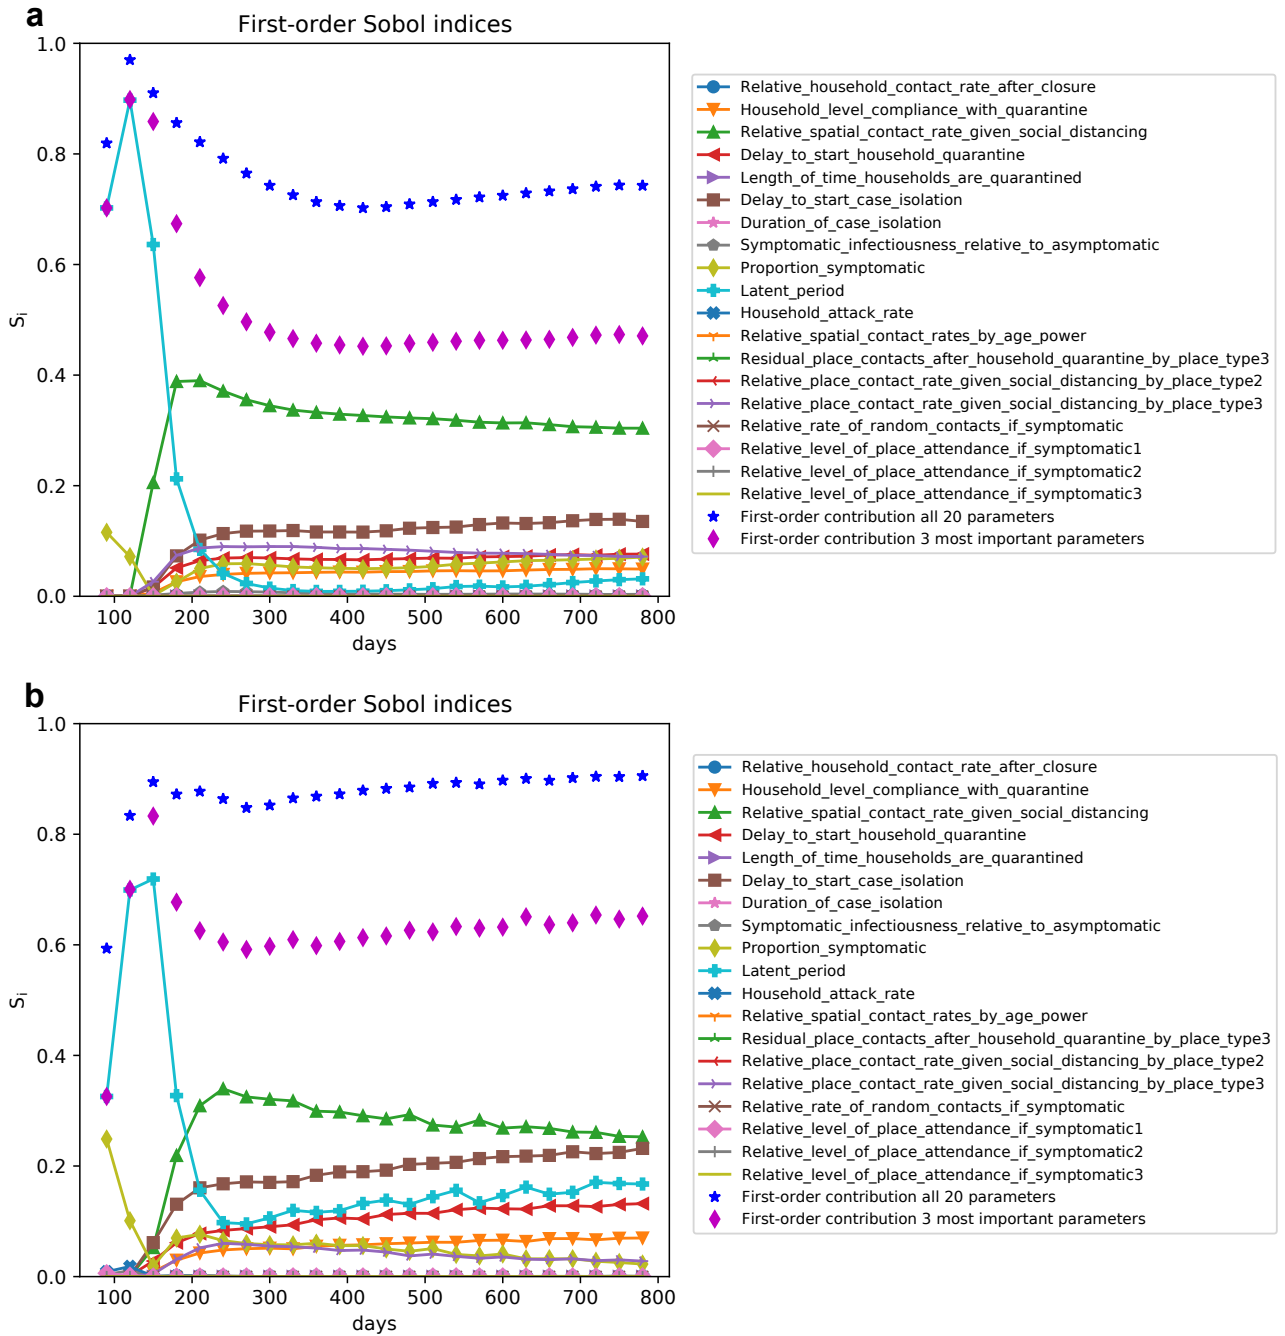 a
First-order Sobol indices
1.0
0.8
0.6
0.4
0.2
0.0
Si
100 200 300 400 500 600 700 800
days
Relative_household_contact_rate_after_closure
Household_level_compliance_with_quarantine
Relative_spatial_contact_rate_given_social_distancing
Delay_to_start_household_quarantine
Length_of_time_households_are_quarantined
Delay_to_start_case_isolation
Duration_of_case_isolation
Symptomatic_infectiousness_relative_to_asymptomatic
Proportion_symptomatic
Latent_period
Household_attack_rate
Relative_spatial_contact_rates_by_age_power
Residual_place_contacts_after_household_quarantine_by_place_type3
Relative_place_contact_rate_given_social_distancing_by_place_type2
Relative_place_contact_rate_given_social_distancing_by_place_type3
Relative_rate_of_random_contacts_if_symptomatic
Relative_level_of_place_attendance_if_symptomatic1
Relative_level_of_place_attendance_if_symptomatic2
Relative_level_of_place_attendance_if_symptomatic3
First-order contribution all 20 parameters
First-order contribution 3 most important parameters
b
First-order Sobol indices
1.0
0.8
0.6
0.4
0.2
0.0
Si
100 200 300 400 500 600 700 800
days
Relative_household_contact_rate_after_closure
Household_level_compliance_with_quarantine
Relative_spatial_contact_rate_given_social_distancing
Delay_to_start_household_quarantine
Length_of_time_households_are_quarantined
Delay_to_start_case_isolation
Duration_of_case_isolation
Symptomatic_infectiousness_relative_to_asymptomatic
Proportion_symptomatic
Latent_period
Household_attack_rate
Relative_spatial_contact_rates_by_age_power
Residual_place_contacts_after_household_quarantine_by_place_type3
Relative_place_contact_rate_given_social_distancing_by_place_type2
Relative_place_contact_rate_given_social_distancing_by_place_type3
Relative_rate_of_random_contacts_if_symptomatic
Relative_level_of_place_attendance_if_symptomatic1
Relative_level_of_place_attendance_if_symptomatic2
Relative_level_of_place_attendance_if_symptomatic3
First-order contribution all 20 parameters
First-order contribution 3 most important parameters